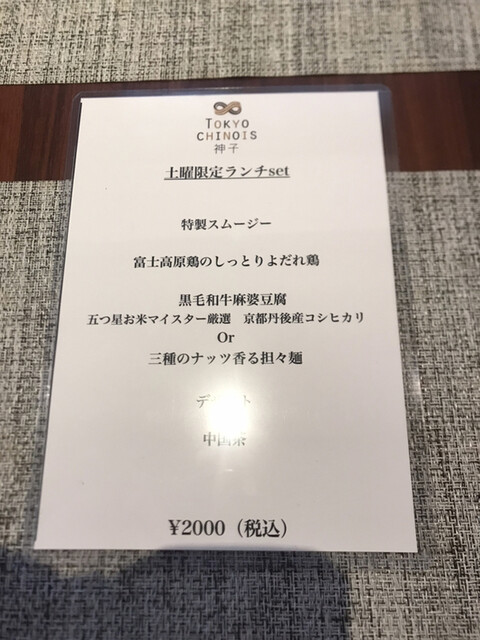 TOKYO
CHINOIS
神子
土曜限定ランチset
特製スムージー
富士高原鶏のしっとりよだれ鶏
黒毛和牛麻婆豆腐
五つ星お米マイスター厳選　京都丹後産コシヒカリ
Or
三種のナッツ香る担々麺
デザート
中国茶
¥2000（税込）